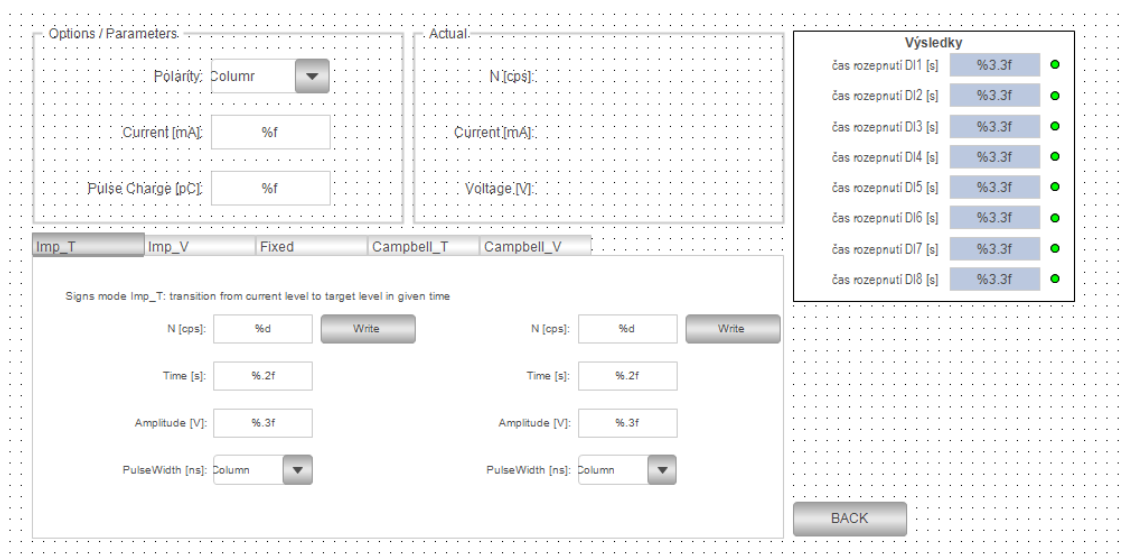 Options / Parameters
Polarity: Column
Current [mA]: %f
Pulse Charge [pC]: %f
Actual
N [cps]:
Current [mA]:
Voltage [V]:
Výsledky
čas rozepnutí DI1 [s] %3.3f
čas rozepnutí DI2 [s] %3.3f
čas rozepnutí DI3 [s] %3.3f
čas rozepnutí DI4 [s] %3.3f
čas rozepnutí DI5 [s] %3.3f
čas rozepnutí DI6 [s] %3.3f
čas rozepnutí DI7 [s] %3.3f
čas rozepnutí DI8 [s] %3.3f
Imp_T Imp_V Fixed Campbell_T Campbell_V
Signs mode Imp_T: transition from current level to target level in given time
N [cps]: %d Write N [cps]: %d Write
Time [s]: %.2f Time [s]: %.2f
Amplitude [V]: %.3f Amplitude [V]: %.3f
PulseWidth [ns]: Column PulseWidth [ns]: Column
BACK